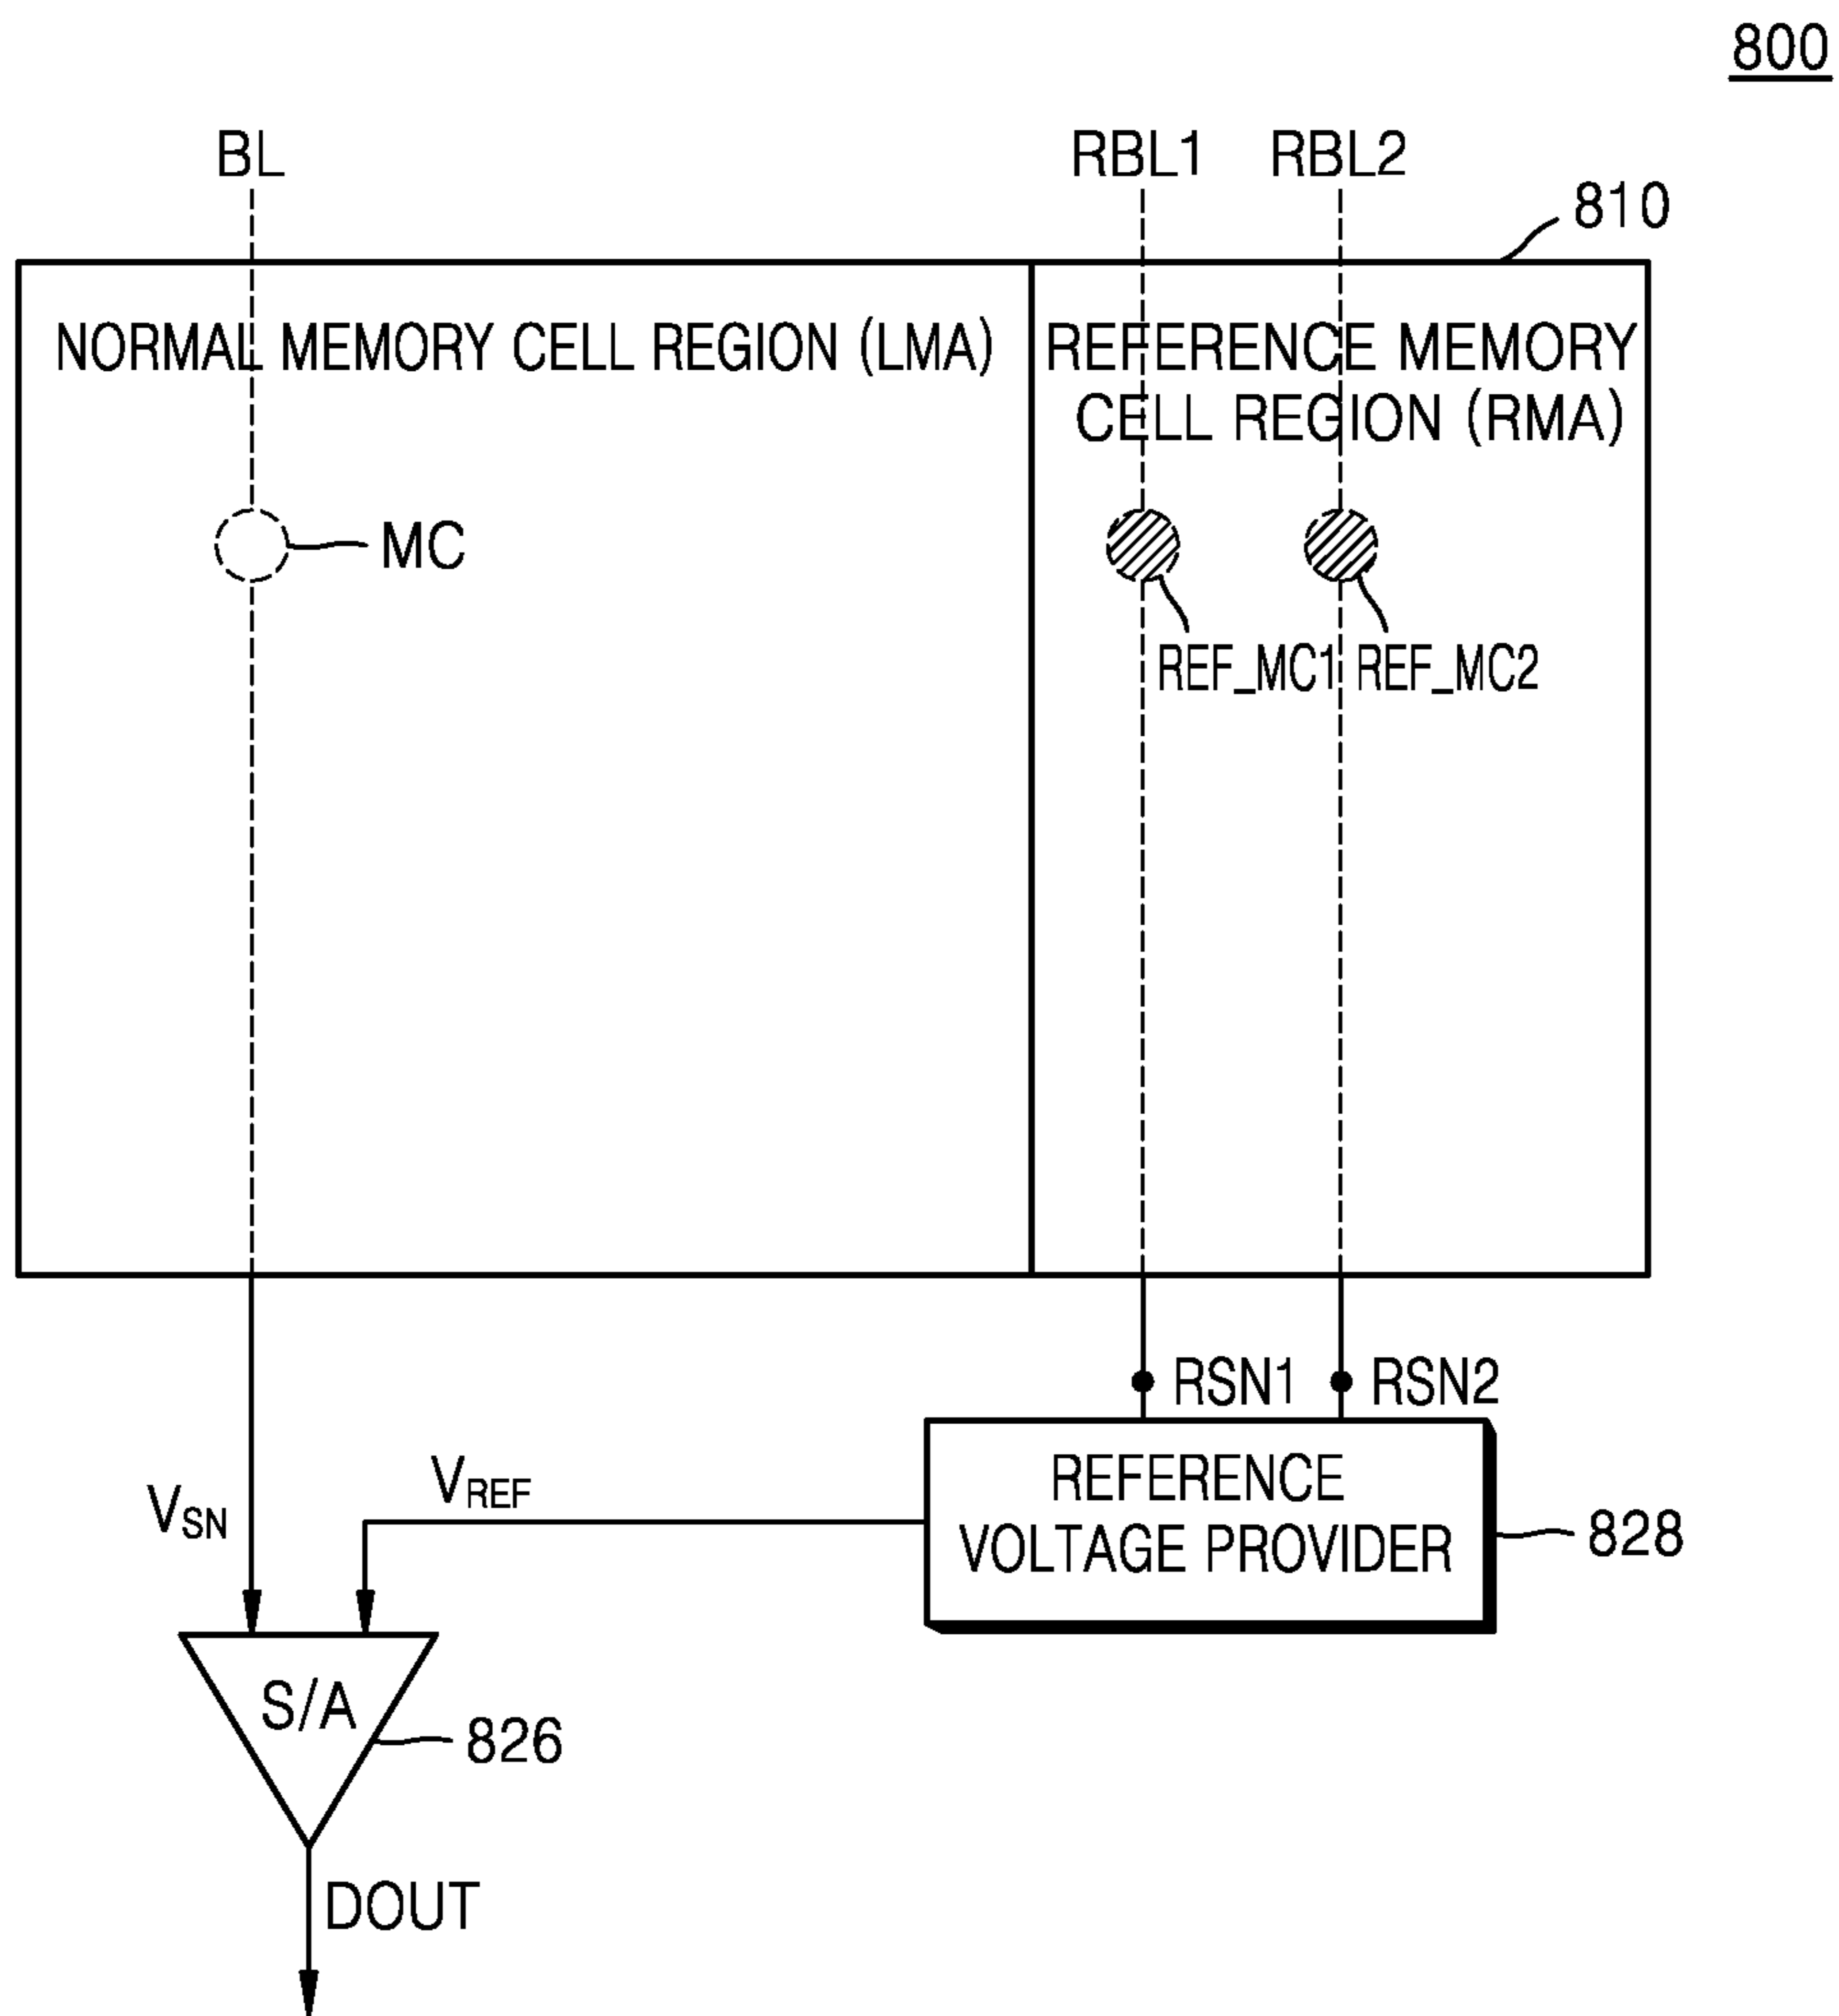 800
BL
RBL1
RBL2
810
NORMAL MEMORY CELL REGION (LMA)
REFERENCE MEMORY
CELL REGION (RMA)
MC
REF_MC1
REF_MC2
RSN1
RSN2
REFERENCE
VOLTAGE PROVIDER
828
VREF
VSN
S/A
826
DOUT